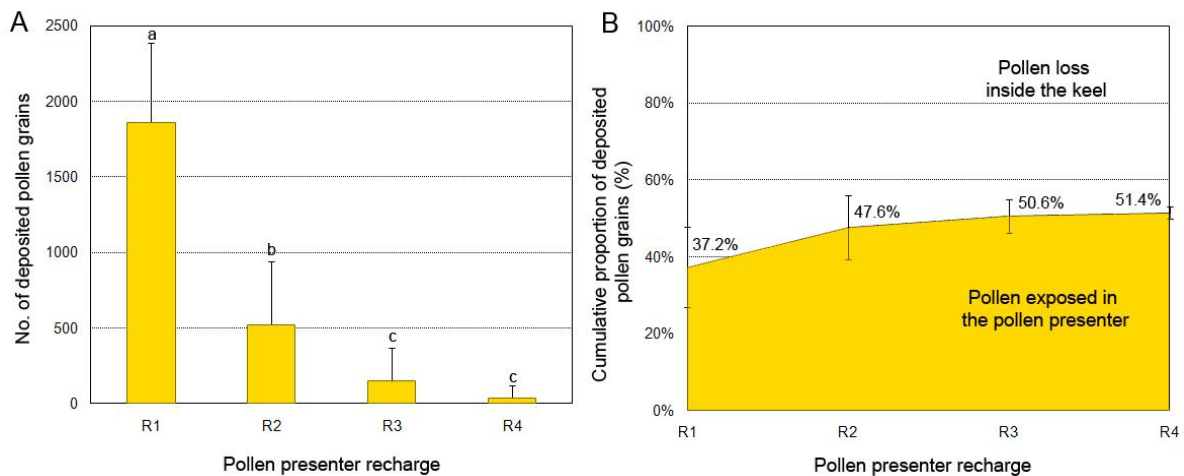 A
No. of deposited pollen grains
2500
2000
1500
1000
500
0
a
b
c
c
R1
R2
R3
R4
Pollen presenter recharge
B
Cumulative proportion of deposited
pollen grains (%)
100%
80%
60%
40%
20%
0%
Pollen loss
inside the keel
37.2%
47.6%
50.6%
51.4%
Pollen exposed in
the pollen presenter
R1
R2
R3
R4
Pollen presenter recharge